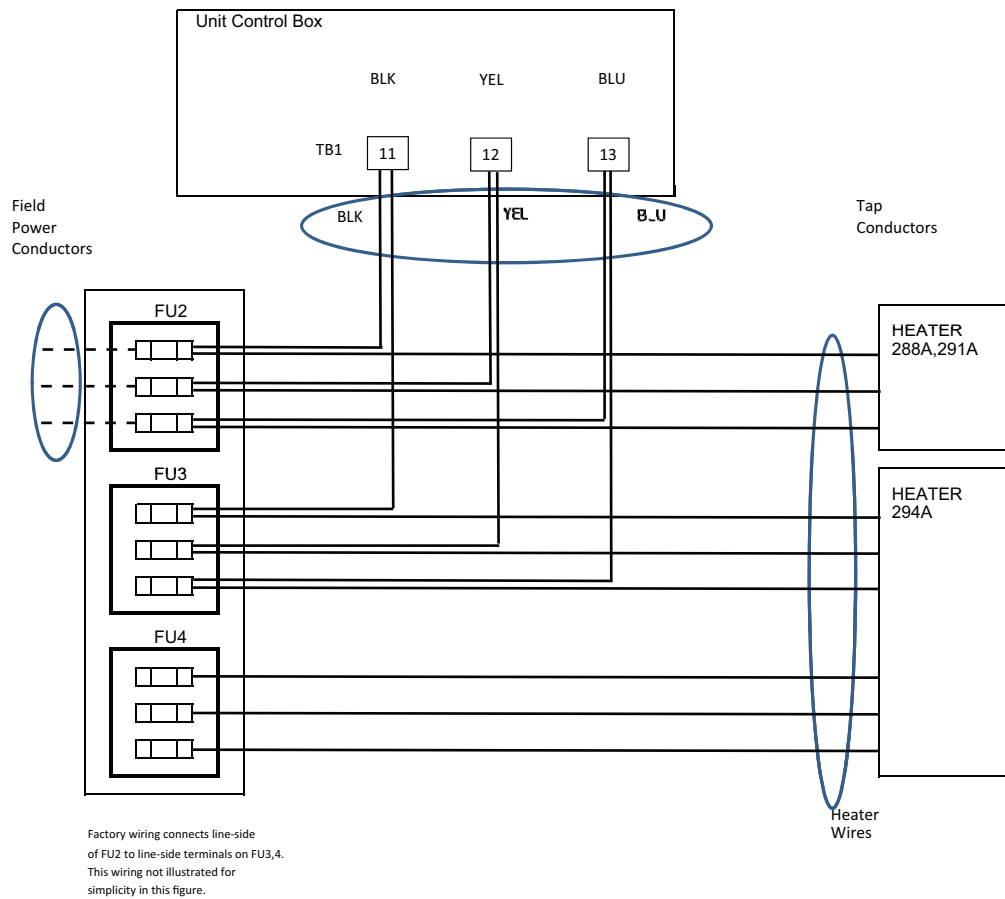 Unit Control Box
BLK YEL BLU
TB1 11 12 13
Field
Power
Conductors
BLK YEL B_U
Tap
Conductors
FU2
HEATER
288A,291A
FU3
HEATER
294A
FU4
Heater
Wires
Factory wiring connects line-side
of FU2 to line-side terminals on FU3,4.
This wiring not illustrated for
simplicity in this figure.